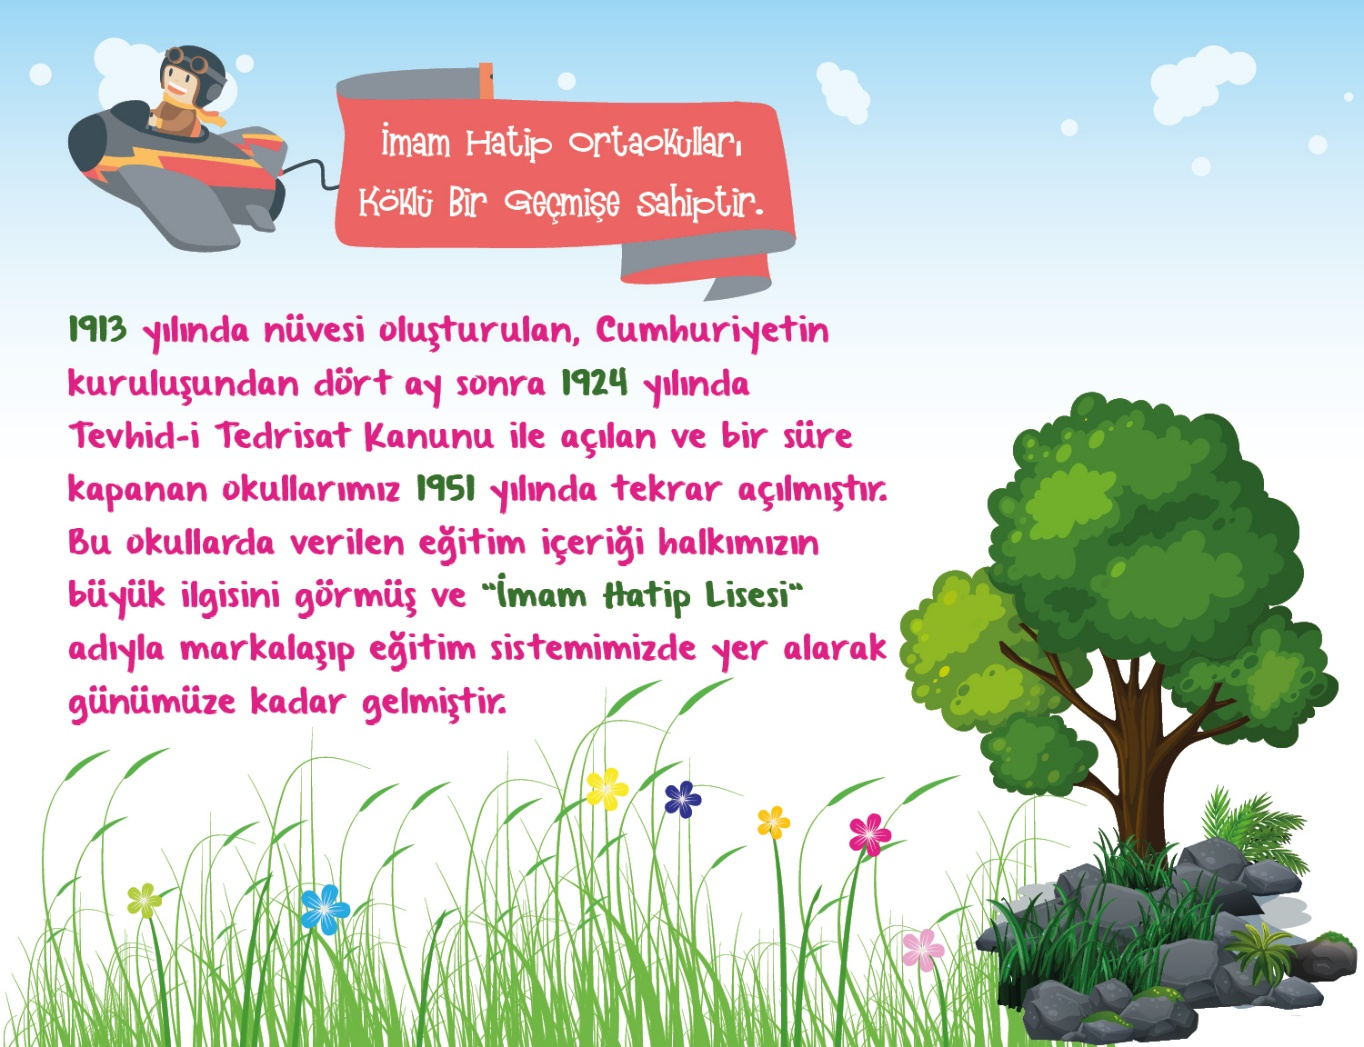 İmam Hatip Ortaokulları
Köklü Bir Geçmişe Sahiptir.
1913 yılında nüvesi oluşturulan, Cumhuriyetin
kuruluşundan dört ay sonra 1924 yılında
Tevhid-i Tedrisat Kanunu ile açılan ve bir süre
kapanan okullarımız 1951 yılında tekrar açılmıştır.
Bu okullarda verilen eğitim içeriği halkımızın
büyük ilgisini görmüş ve “İmam Hatip Lisesi“
adıyla markalaşıp eğitim sistemimizde yer alarak
günümüze kadar gelmiştir.